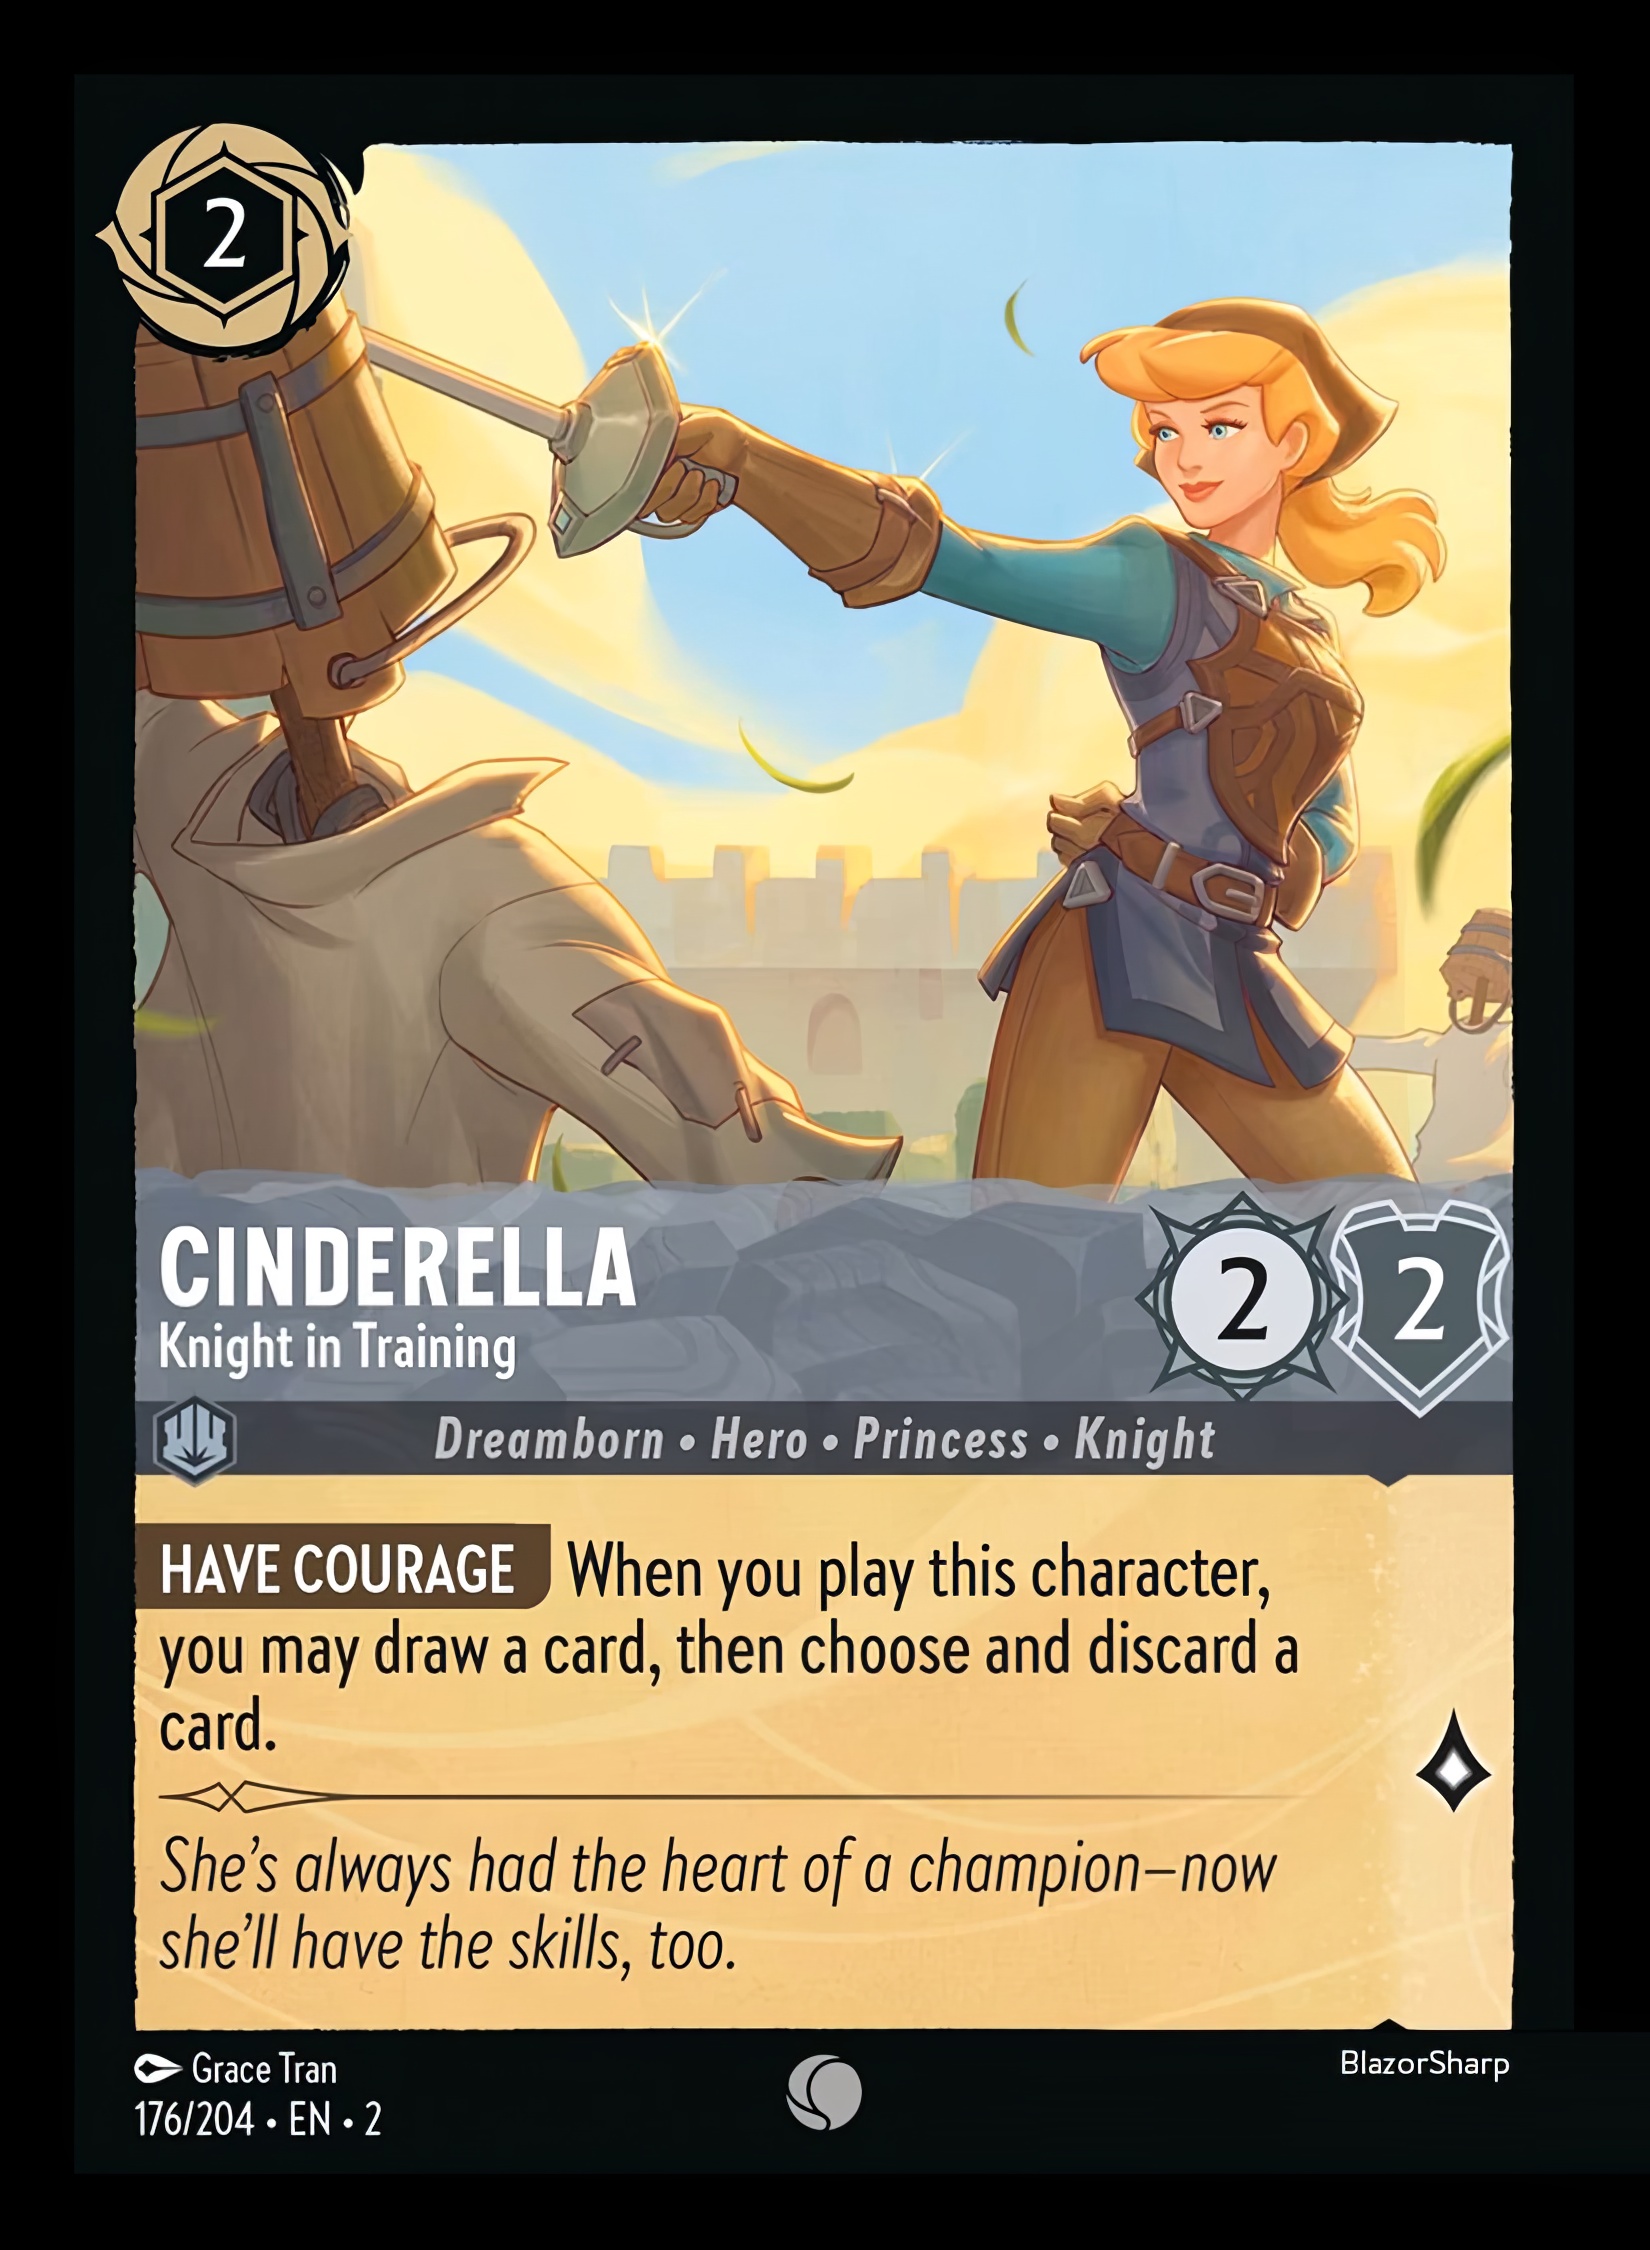 2
CINDERELLA
Knight in Training
2 2
Dreamborn • Hero • Princess • Knight
HAVE COURAGE When you play this character,
you may draw a card, then choose and discard a
card.
She's always had the heart of a champion—now
she'll have the skills, too.
Grace Tran
176/204 • EN • 2
BlazorSharp